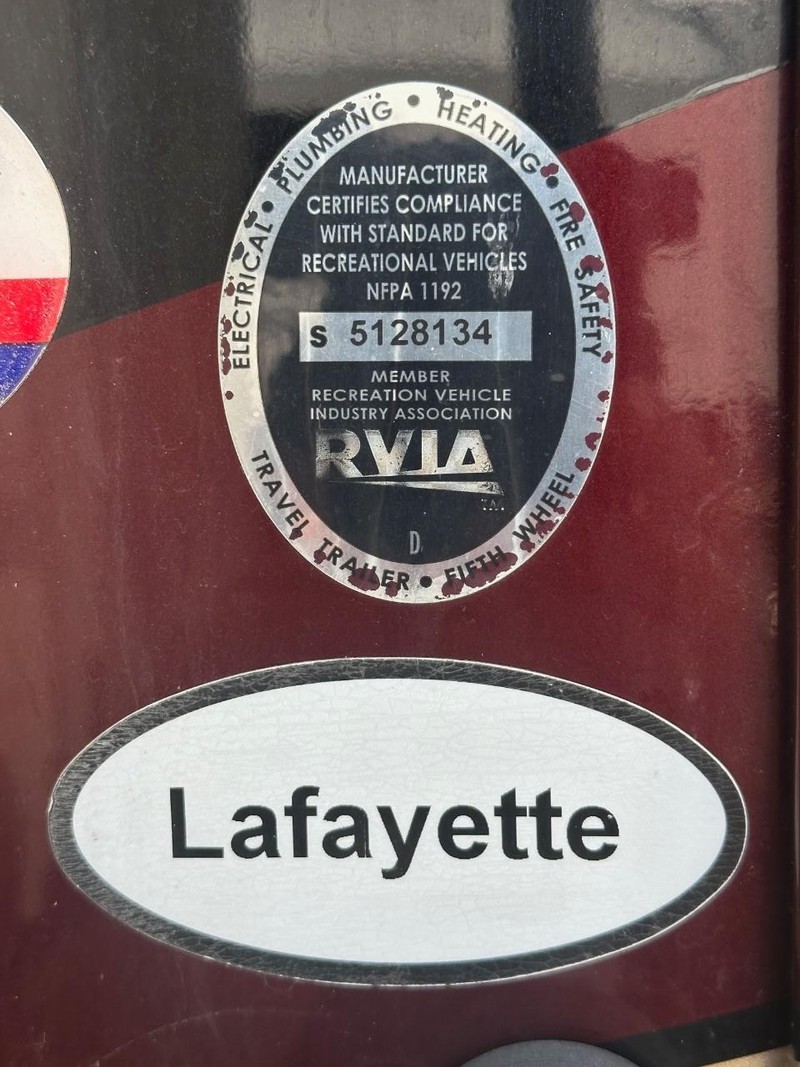 ELECTRICAL • PLUMBING • HEATING • FIRE SAFETY
MANUFACTURER
CERTIFIES COMPLIANCE
WITH STANDARD FOR
RECREATIONAL VEHICLES
NFPA 1192
S 5128134
MEMBER
RECREATION VEHICLE
INDUSTRY ASSOCIATION
RVIA
TM
D
TRAVEL TRAILER • FIFTH WHEEL
Lafayette